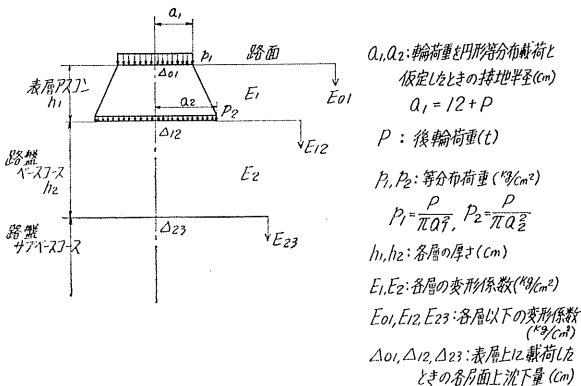 a₁
p₁
路面
Δ₀₁
表層アスコン
h₁
E₁
E₀₁
a₂
p₂
Δ₁₂
E₁₂
路盤
ベースコース
h₂
E₂
路盤
サブベースコース
Δ₂₃
E₂₃
a₁,a₂:輪荷重を円形等分布載荷と
仮定したときの接地半径(cm)
a₁=12+P
P:後輪荷重(t)
p₁,p₂:等分布荷重(kg/cm²)
p₁=P/πa₁², p₂=P/πa₂²
h₁,h₂:各層の厚さ(cm)
E₁,E₂:各層の変形係数(kg/cm²)
E₀₁,E₁₂,E₂₃:各層以下の変形係数
(kg/cm²)
Δ₀₁,Δ₁₂,Δ₂₃:表層上に載荷した
ときの各層面上沈下量(cm)